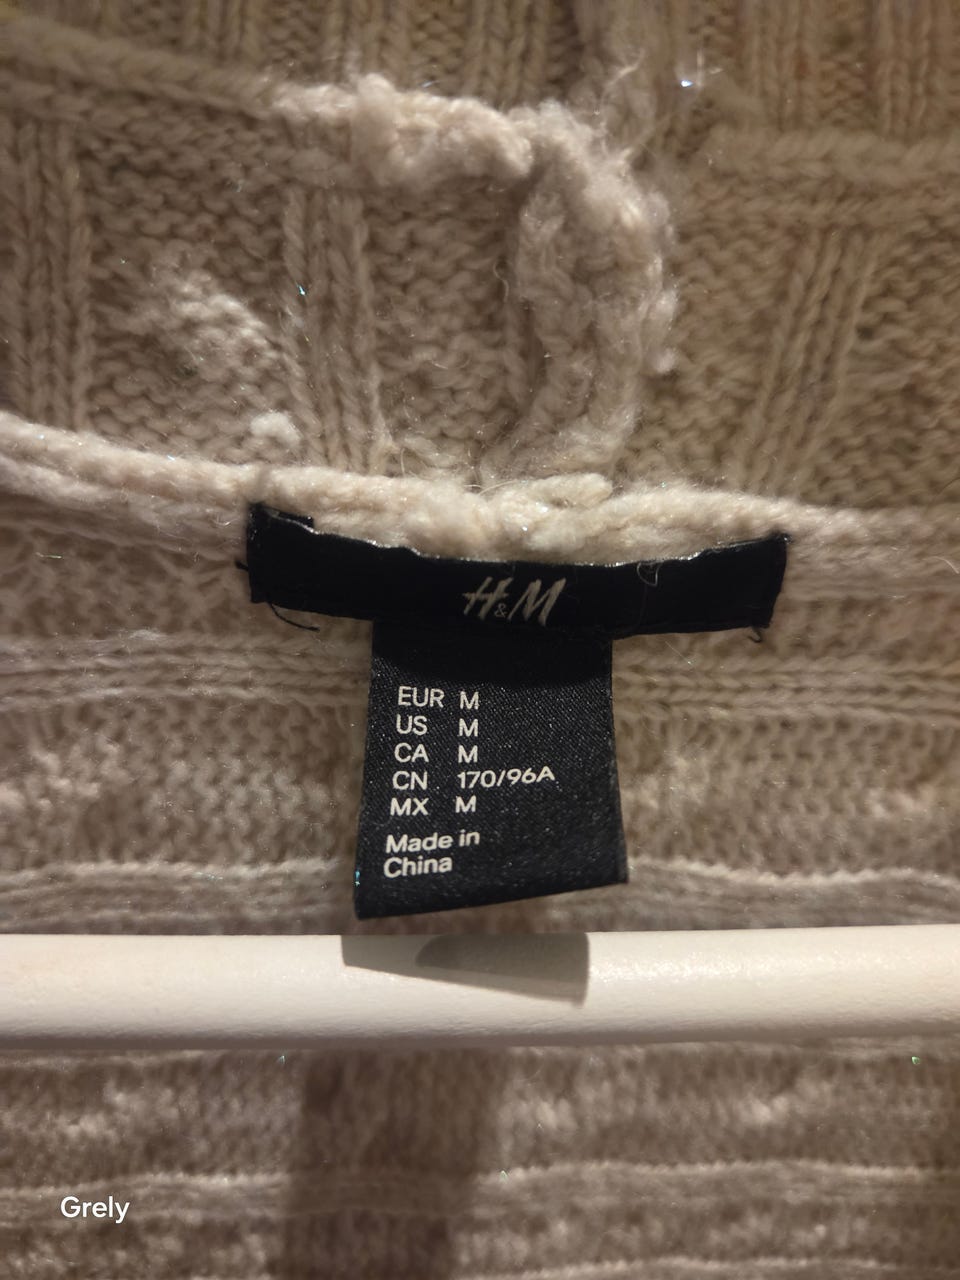 H&M
EUR M
US M
CA M
CN 170/96A
MX M
Made in
China
Grely